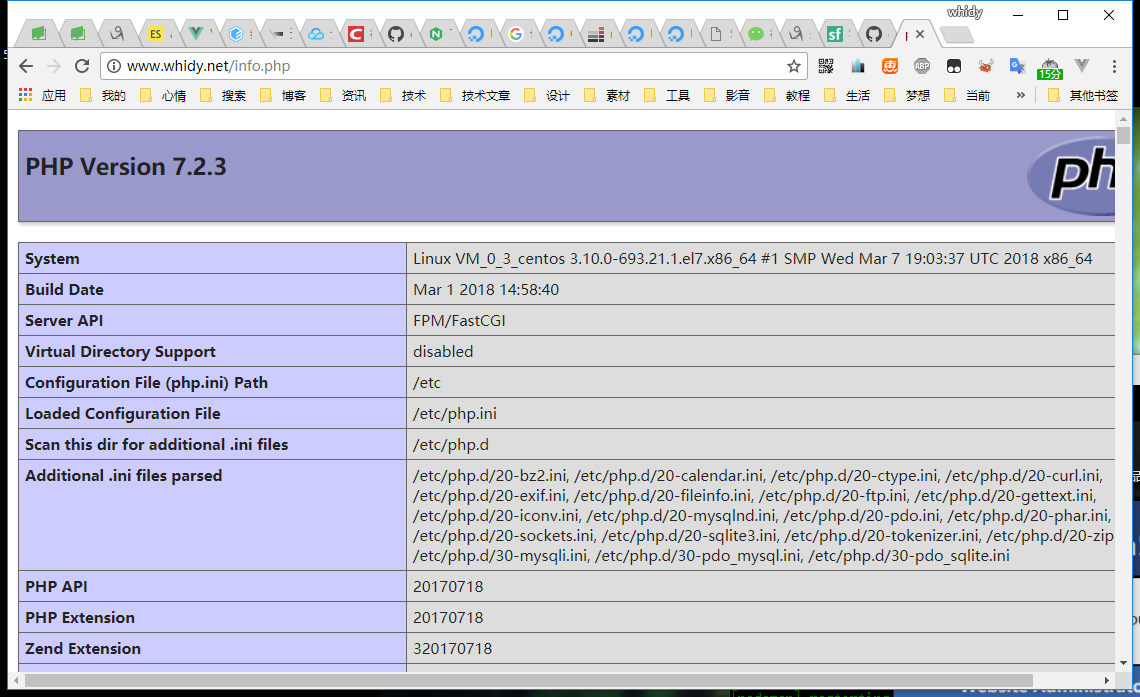 whidy
www.whidy.net/info.php
15分
应用 我的 心情 搜索 博客 资讯 技术 技术文章 设计 素材 工具 影音 教程 生活 梦想 当前 » 其他书签
PHP Version 7.2.3
System Linux VM_0_3_centos 3.10.0-693.21.1.el7.x86_64 #1 SMP Wed Mar 7 19:03:37 UTC 2018 x86_64
Build Date Mar 1 2018 14:58:40
Server API FPM/FastCGI
Virtual Directory Support disabled
Configuration File (php.ini) Path /etc
Loaded Configuration File /etc/php.ini
Scan this dir for additional .ini files /etc/php.d
Additional .ini files parsed /etc/php.d/20-bz2.ini, /etc/php.d/20-calendar.ini, /etc/php.d/20-ctype.ini, /etc/php.d/20-curl.ini,
/etc/php.d/20-exif.ini, /etc/php.d/20-fileinfo.ini, /etc/php.d/20-ftp.ini, /etc/php.d/20-gettext.ini,
/etc/php.d/20-iconv.ini, /etc/php.d/20-mysqlnd.ini, /etc/php.d/20-pdo.ini, /etc/php.d/20-phar.ini,
/etc/php.d/20-sockets.ini, /etc/php.d/20-sqlite3.ini, /etc/php.d/20-tokenizer.ini, /etc/php.d/20-zip
/etc/php.d/30-mysqli.ini, /etc/php.d/30-pdo_mysql.ini, /etc/php.d/30-pdo_sqlite.ini
PHP API 20170718
PHP Extension 20170718
Zend Extension 320170718